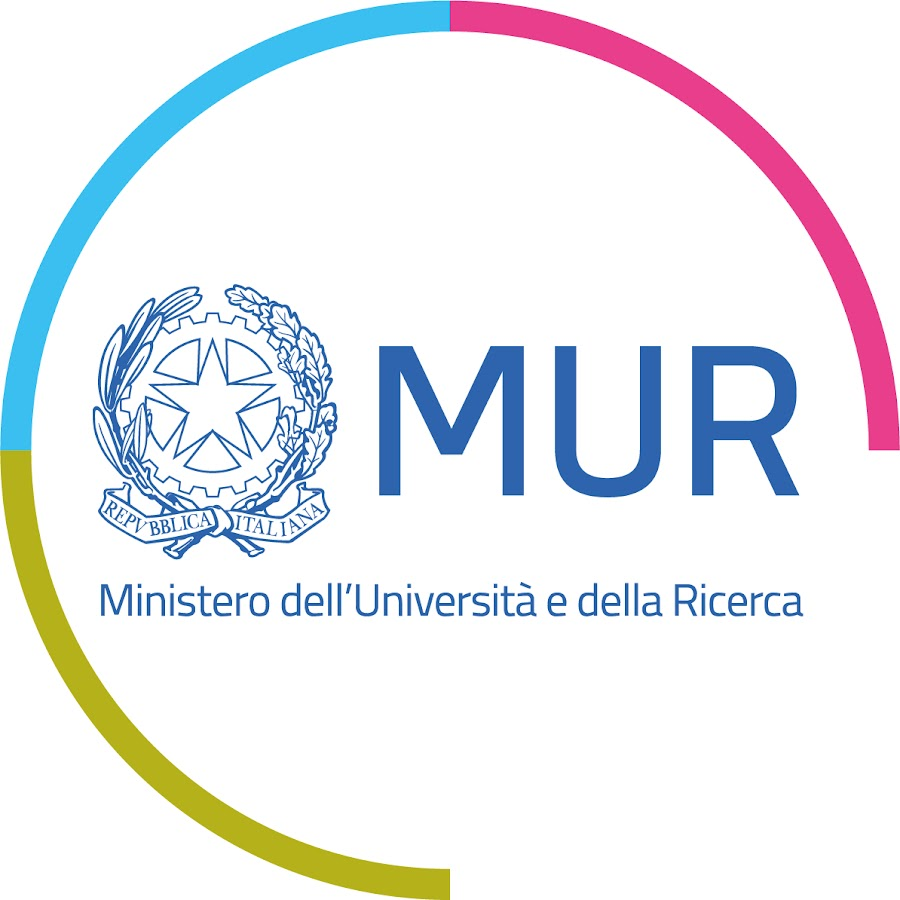 MUR
REPVBBLICA ITALIANA
Ministero dell’Università e della Ricerca